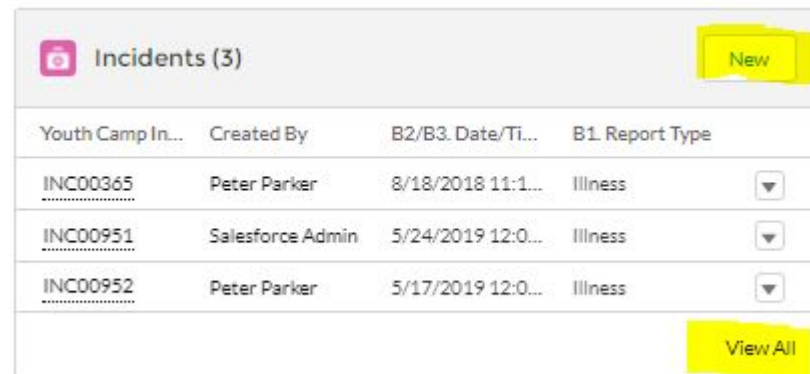 Incidents (3) New
Youth Camp In... Created By B2/B3. Date/Ti... B1. Report Type
INC00365 Peter Parker 8/18/2018 11:1... Illness
INC00951 Salesforce Admin 5/24/2019 12:0... Illness
INC00952 Peter Parker 5/17/2019 12:0... Illness
View All